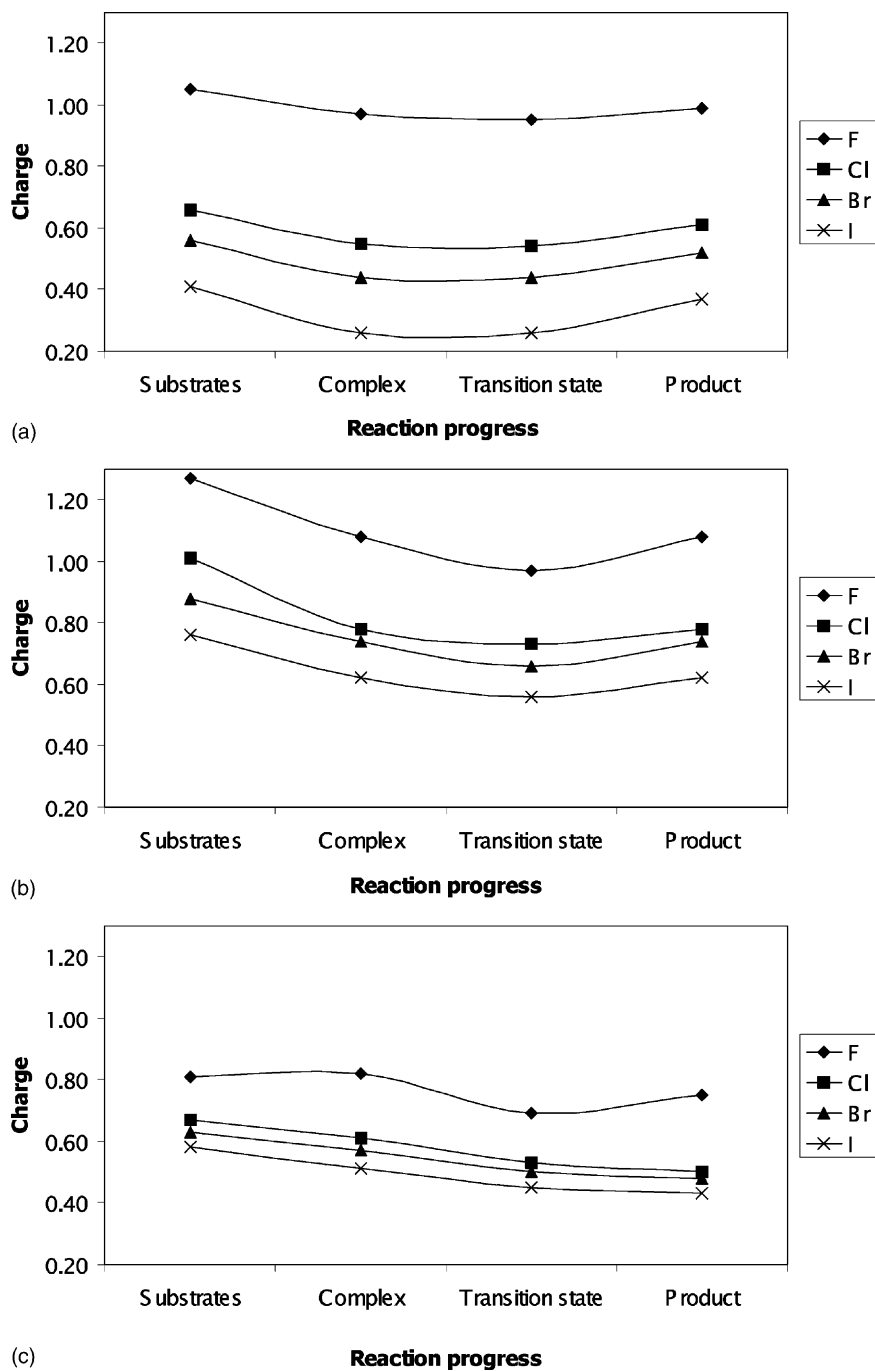 1.20
1.00
0.80
0.60
0.40
0.20
Charge
Substrates Complex Transition state Product
Reaction progress
F
Cl
Br
I
(a)
1.20
1.00
0.80
0.60
0.40
0.20
Charge
Substrates Complex Transition state Product
Reaction progress
F
Cl
Br
I
(b)
1.20
1.00
0.80
0.60
0.40
0.20
Charge
Substrates Complex Transition state Product
Reaction progress
F
Cl
Br
I
(c)